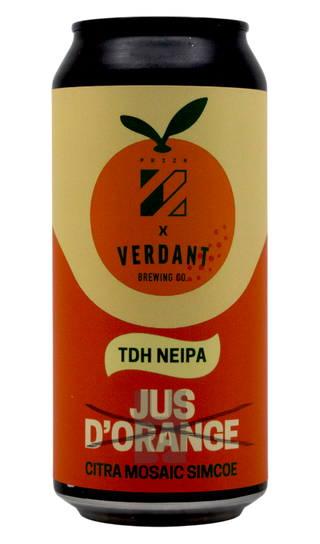 PRIZM
X
VERDANT
BREWING CO.
TDH NEIPA
JUS
D'ORANGE
CITRA MOSAIC SIMCOE